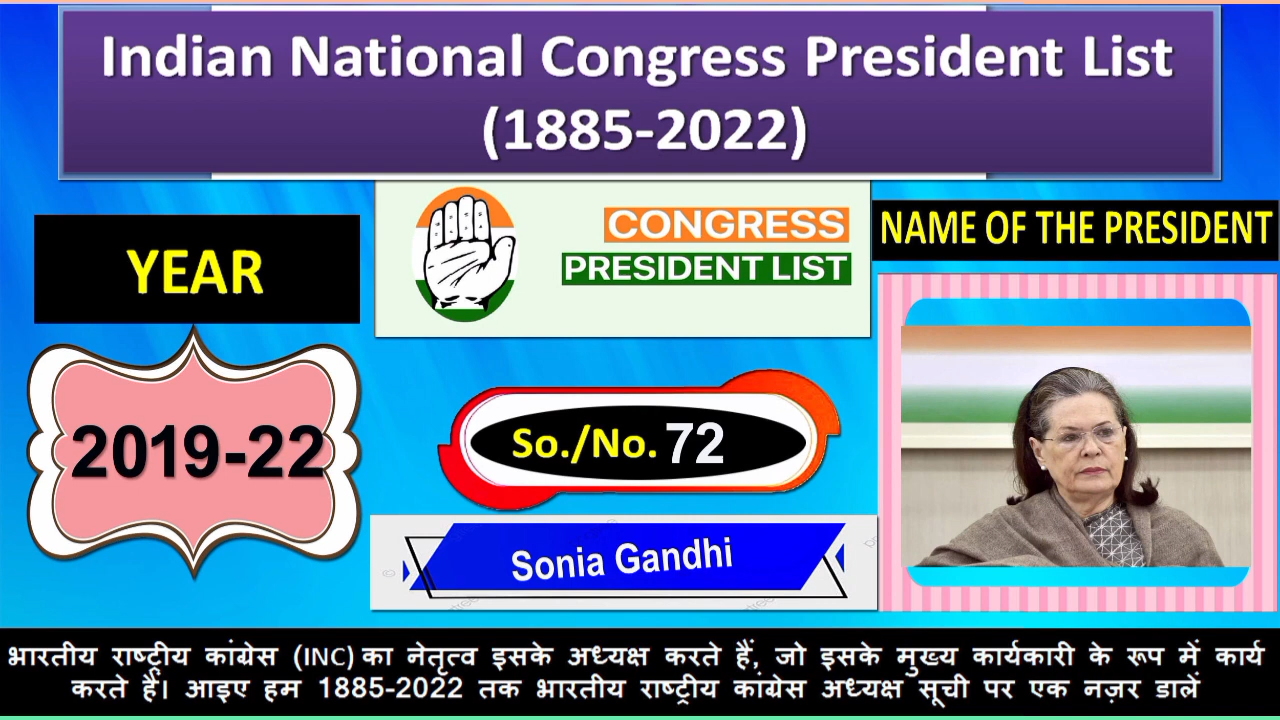 Indian National Congress President List
(1885-2022)
CONGRESS
PRESIDENT LIST
NAME OF THE PRESIDENT
YEAR
2019-22
So./No. 72
Sonia Gandhi
भारतीय राष्ट्रीय कांग्रेस (INC) का नेतृत्व इसके अध्यक्ष करते हैं, जो इसके मुख्य कार्यकारी के रूप में कार्य
करते हैं। आइए हम 1885-2022 तक भारतीय राष्ट्रीय कांग्रेस अध्यक्ष सूची पर एक नज़र डालें